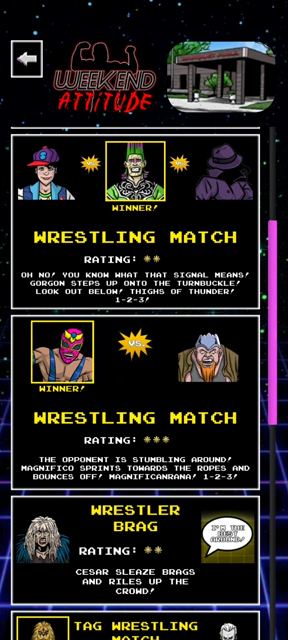 WEEKEND
ATTITUDE
VS.
VS.
WINNER!
WRESTLING MATCH
RATING: **
OH NO! YOU KNOW WHAT THAT SIGNAL MEANS!
GORGON STEPS UP ONTO THE TURNBUCKLE!
LOOK OUT BELOW! THIGHS OF THUNDER!
1-2-3!
VS.
WINNER!
WRESTLING MATCH
RATING: ***
THE OPPONENT IS STUMBLING AROUND!
MAGNIFICO SPRINTS TOWARDS THE ROPES AND
BOUNCES OFF! MAGNIFICANRANA! 1-2-3!
WRESTLER
BRAG
RATING: **
I'M THE
BEST
AROUND!
CESAR SLEAZE BRAGS
AND RILES UP THE
CROWD!
TAG WRESTLING
MATCH